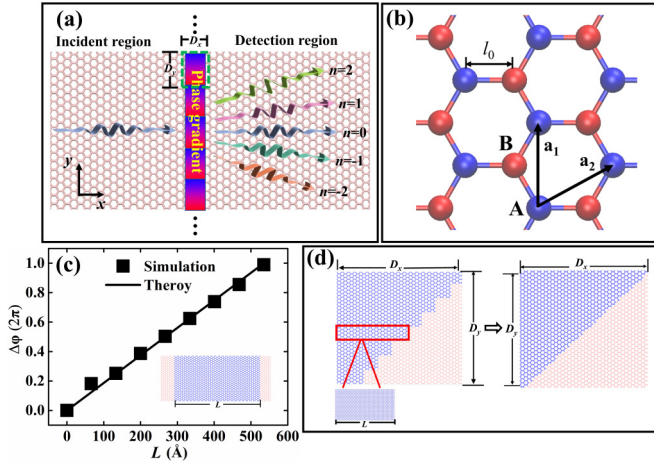 (a)
Incident region
D_x
Detection region
D_y
Phase gradient
n=2
n=1
n=0
n=-1
n=-2
y
x
(b)
l_0
B
a_1
a_2
A
(c)
Δφ (2π)
1.0
0.8
0.6
0.4
0.2
0.0
Simulation
Theroy
L
0 100 200 300 400 500 600
L (Å)
(d)
D_x
D_y
L
D_x
D_y